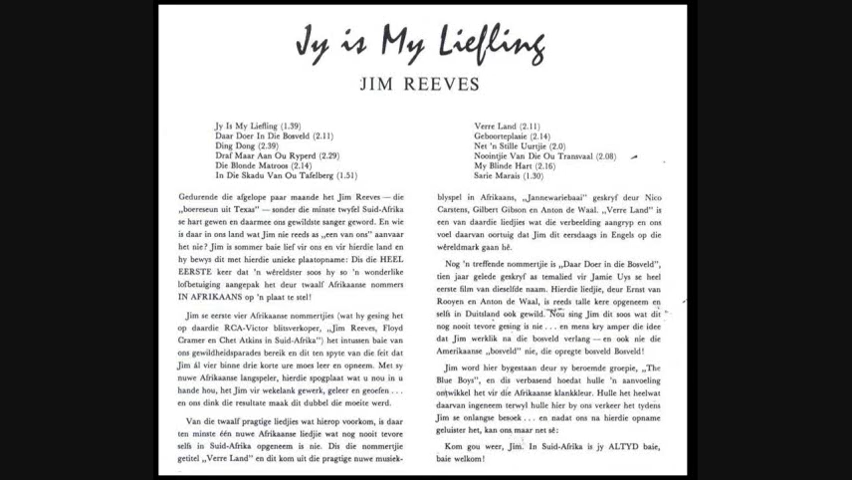 Jy is My Liefling
JIM REEVES
Jy Is My Liefling (1.39)
Daar Doer In Die Bosveld (2.11)
Ding Dong (2.39)
Draf Maar Aan Ou Ryperd (2.29)
Die Blonde Matroos (2.14)
In Die Skadu Van Ou Tafelberg (1.51)
Verre Land (2.11)
Geboorteplasie (2.14)
Net 'n Stille Uurtjie (2.0)
Noointjie Van Die Ou Transvaal (2.08)
My Blinde Hart (2.16)
Sarie Marais (1.30)
Gedurende die afgelope paar maande het Jim Reeves — die
„boereseun uit Texas" — sonder die minste twyfel Suid-Afrika
se hart gewen en daarmee ons gewildste sanger geword. En wie
is daar in ons land wat Jim nie reeds as „een van ons" aanvaar
het nie? Jim is sommer baie lief vir ons en vir hierdie land en
hy bewys dit met hierdie unieke plaatopname: Dis die HEEL
EERSTE keer dat 'n wêreldster soos hy so 'n wonderlike
lofbetuiging aangepak het deur twaalf Afrikaanse nommers
IN AFRIKAANS op 'n plaat te stel!
Jim se eerste vier Afrikaanse nommertjies (wat hy gesing het
op daardie RCA-Victor blitsverkoper, „Jim Reeves, Floyd
Cramer en Chet Atkins in Suid-Afrika") het intussen baie van
ons gewildheidsparades bereik en dit ten spyte van die feit dat
Jim ál vier binne drie korte ure moes leer en opneem. Met sy
nuwe Afrikaanse langspeler, hierdie spogplaat wat u nou in u
hande hou, het Jim vir wekelank gewerk, geleer en geoefen . . .
en ons dink die resultate maak dit dubbel die moeite werd.
Van die twaalf pragtige liedjies wat hierop voorkom, is daar
ten minste één nuwe Afrikaanse liedjie wat nog nooit tevore
selfs in Suid-Afrika opgeneem is nie. Dis die nommertjie
getitel „Verre Land" en dit kom uit die pragtige nuwe musiek-
blyspel in Afrikaans, „Jannewariebaai" geskryf deur Nico
Carstens, Gilbert Gibson en Anton de Waal. „Verre Land" is
een van daardie liedjies wat die verbeelding aangryp en ons
voel daarvan oortuig dat Jim dit eersdaags in Engels op die
wêreldmark gaan hê.
Nog 'n treffende nommertjie is „Daar Doer in die Bosveld",
tien jaar gelede geskryf as temalied vir Jamie Uys se heel
eerste film van dieselfde naam. Hierdie liedjie, deur Ernst van
Rooyen en Anton de Waal, is reeds talle kere opgeneem en
selfs in Duitsland ook gewild. Nou sing Jim dit soos wat dit
nog nooit tevore gesing is nie . . . en mens kry amper die idee
dat Jim werklik na die bosveld verlang — en ook nie die
Amerikaanse „bosveld" nie, die opregte bosveld Bosveld!
Jim word hier bygestaan deur sy beroemde groepie, „The
Blue Boys", en dis verbasend hoedat hulle 'n aanvoeling
ontwikkel het vir die Afrikaanse klankkleur. Hulle het heelwat
daarvan ingeneem terwyl hulle hier by ons verkeer het tydens
Jim se onlangse besoek . . . en nadat ons na hierdie opname
geluister het, kan ons maar net sê:
Kom gou weer, Jim. In Suid-Afrika is jy ALTYD baie,
baie welkom!